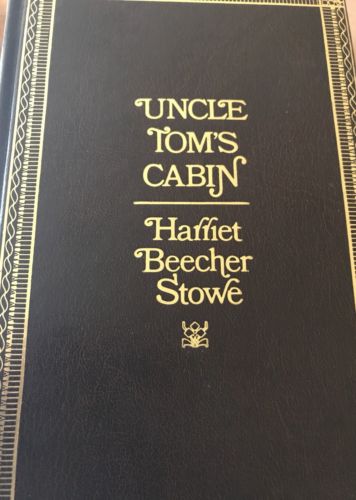 UNCLE
TOM'S
CABIN
Harriet
Beecher
Stowe